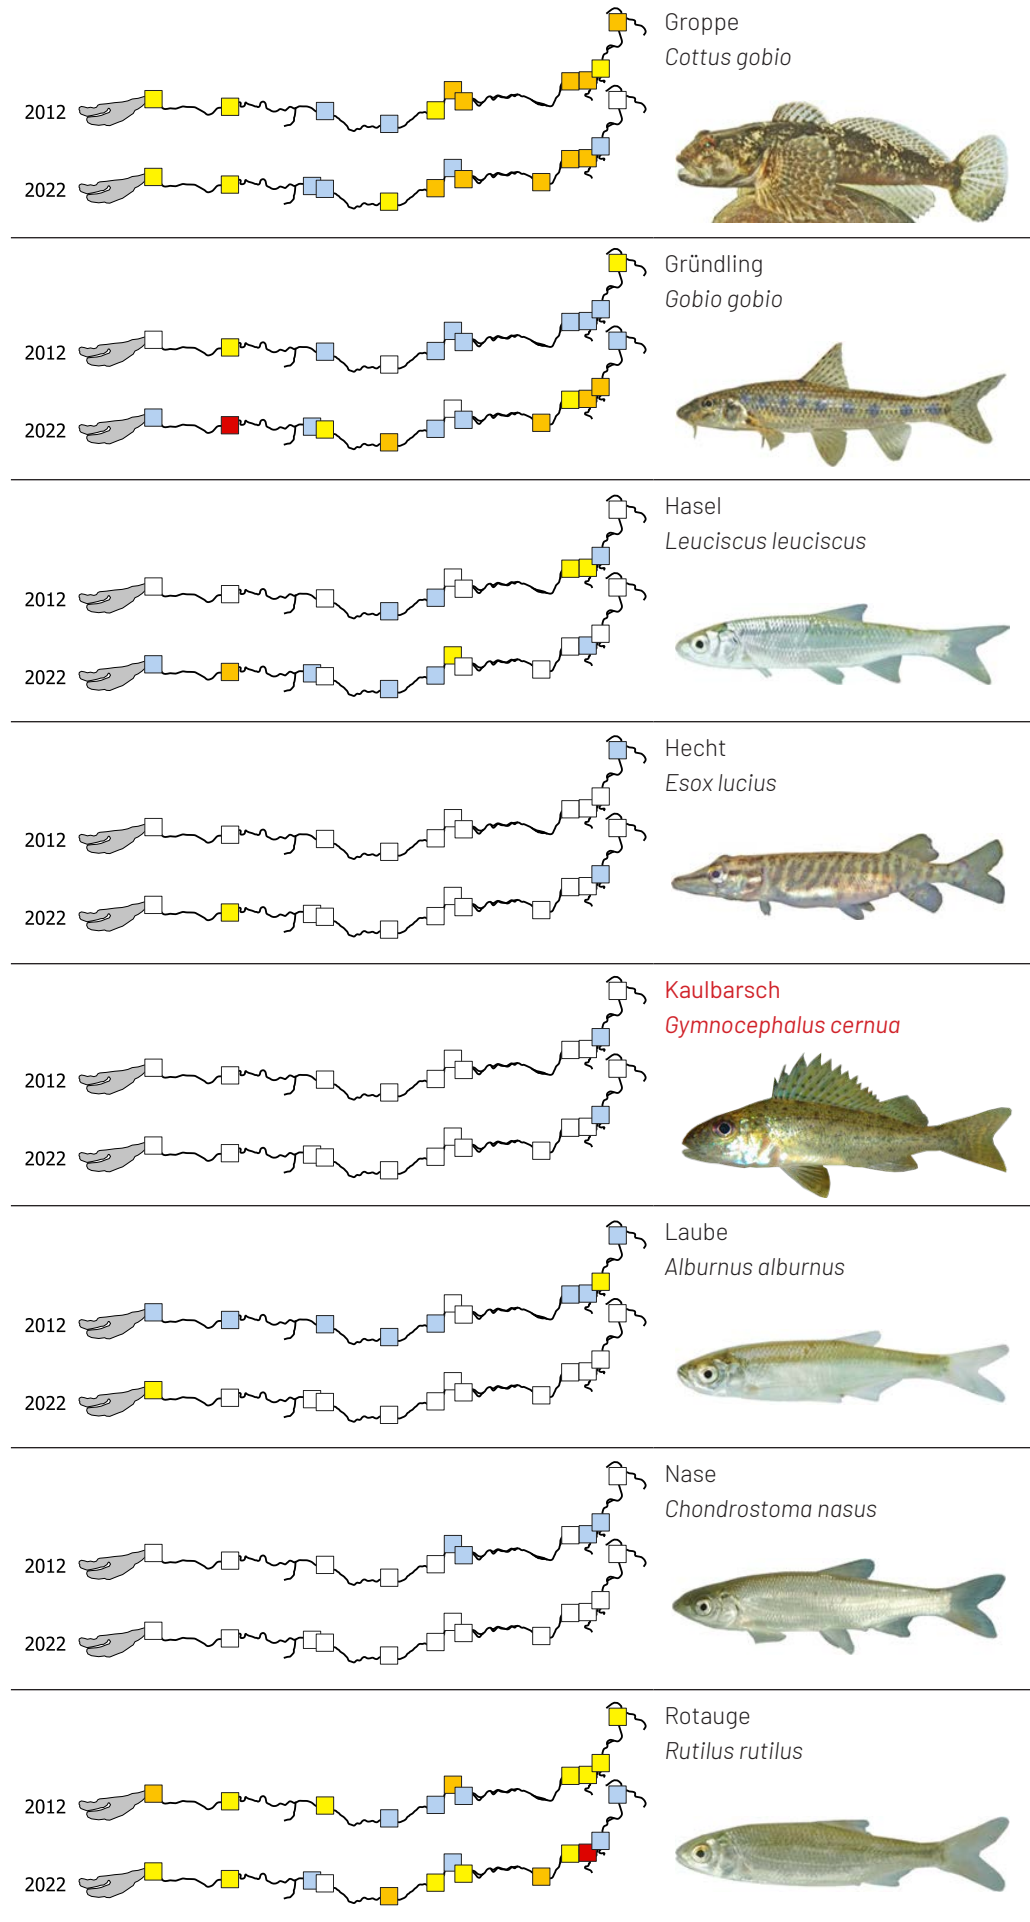 Groppe
Cottus gobio
2012
2022
Gründling
Gobio gobio
2012
2022
Hasel
Leuciscus leuciscus
2012
2022
Hecht
Esox lucius
2012
2022
Kaulbarsch
Gymnocephalus cernua
2012
2022
Laube
Alburnus alburnus
2012
2022
Nase
Chondrostoma nasus
2012
2022
Rotauge
Rutilus rutilus
2012
2022